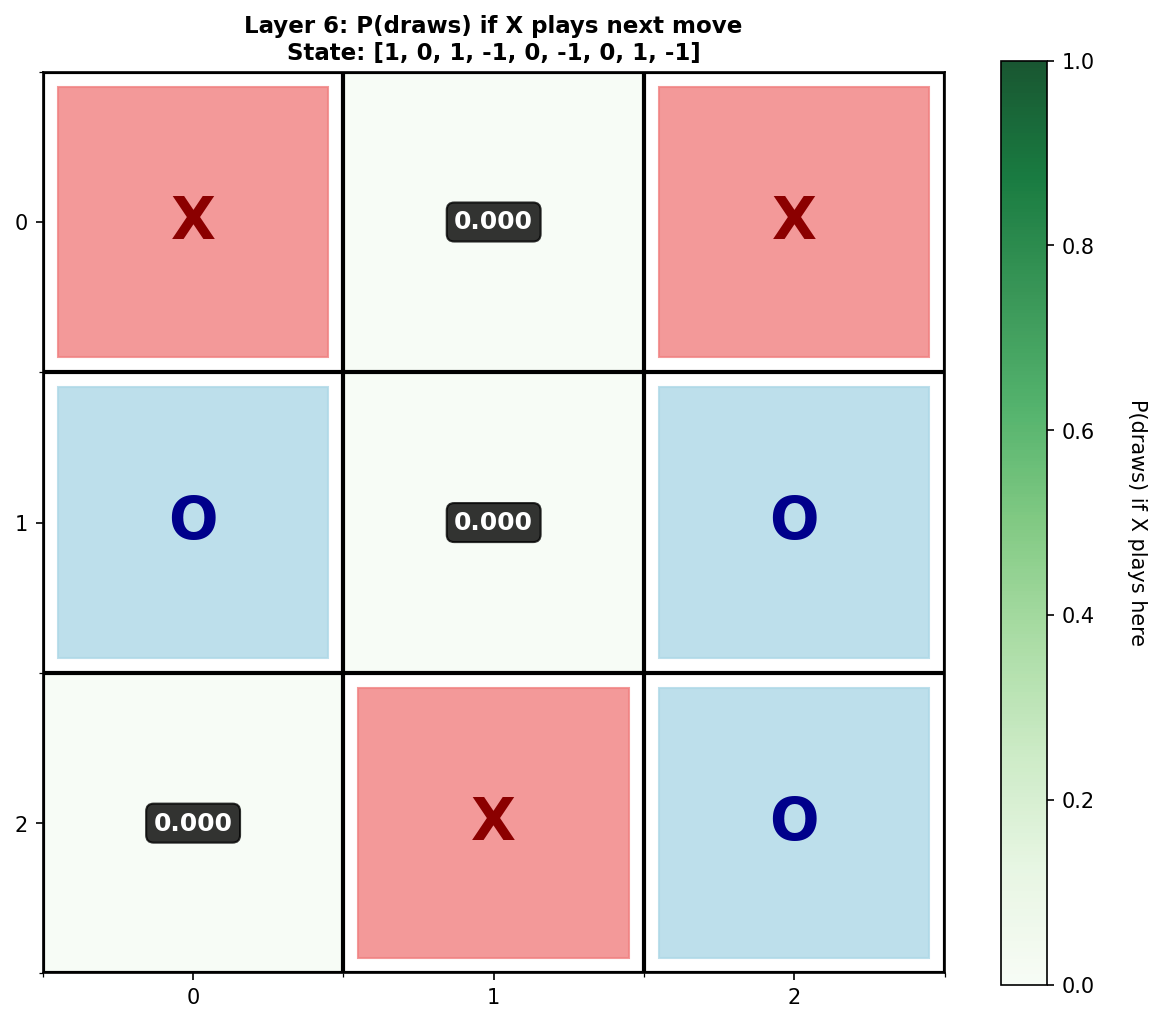 Layer 6: P(draws) if X plays next move
State: [1, 0, 1, -1, 0, -1, 0, 1, -1]
0
X
0.000
X
1
O
0.000
O
2
0.000
X
O
0
1
2
1.0
0.8
0.6
0.4
0.2
0.0
P(draws) if X plays here